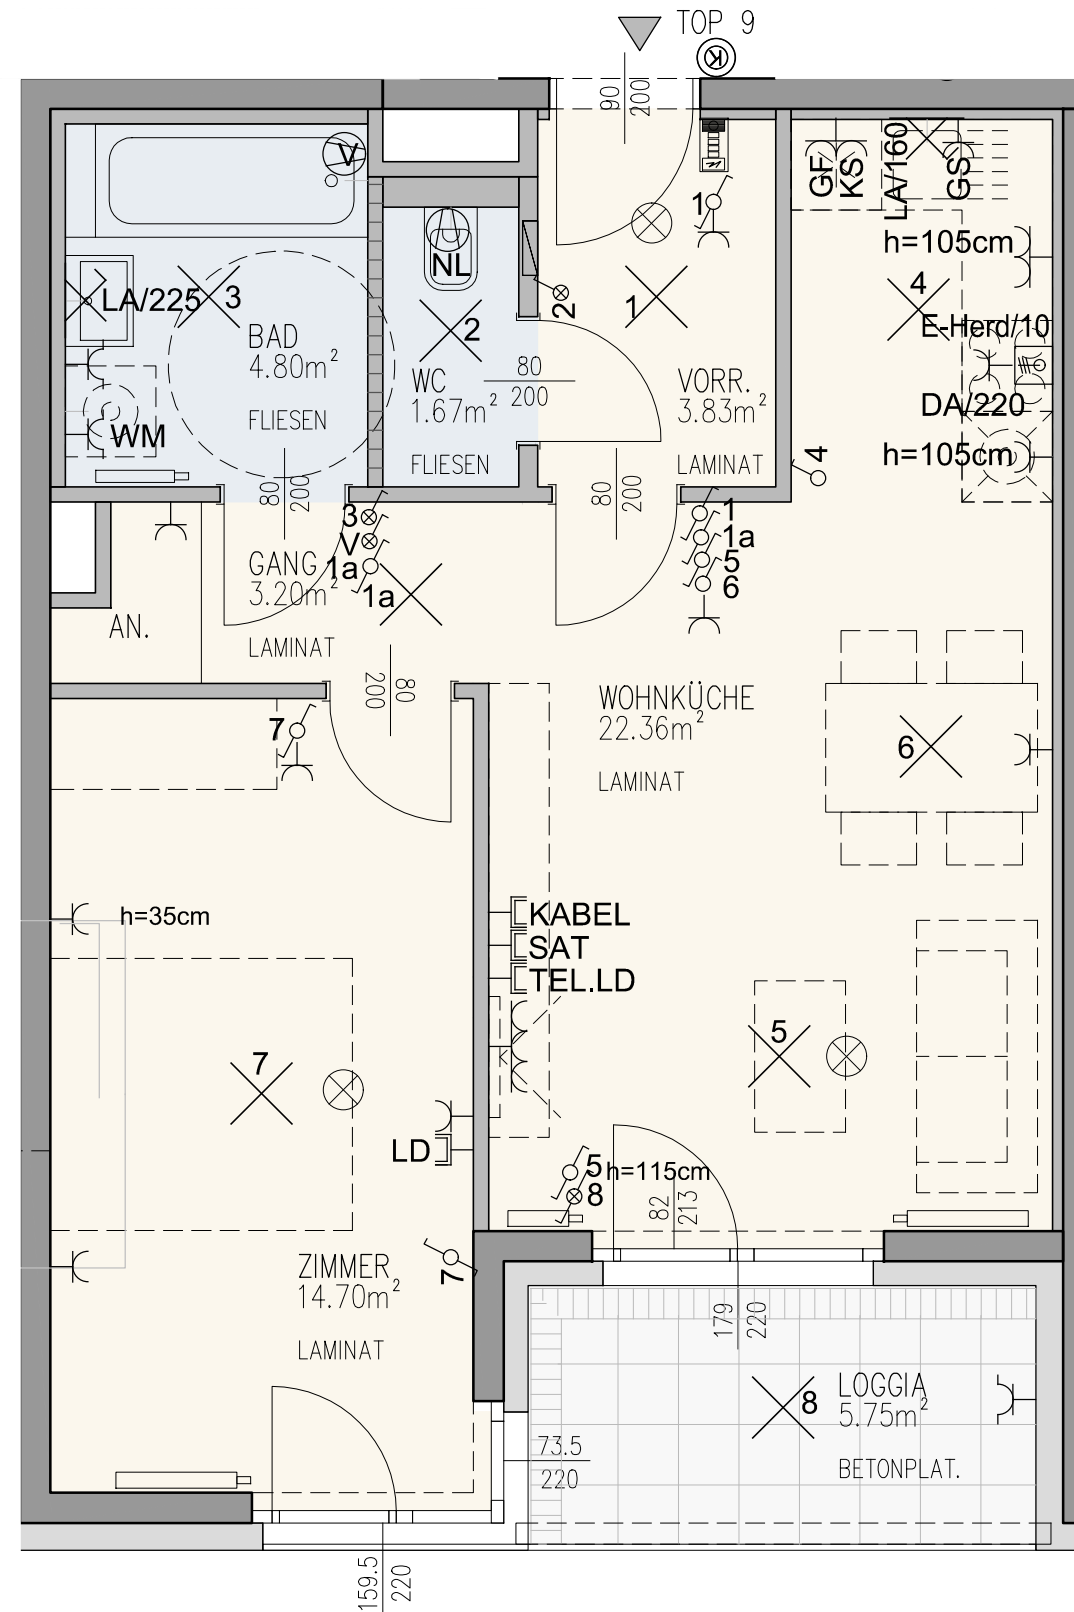 TOP 9
K
90
200
V
GF
KS
LA/160
GS
1
h=105cm
NL
LA/225
3
2
2
1
4
E-Herd/10
BAD
4.80m²
FLIESEN
WC
1.67m²
FLIESEN
80
200
VORR.
3.83m²
LAMINAT
DA/220
h=105cm
WM
4
80
200
80
200
3
V
1a
1
1a
5
6
GANG
3.20m²
LAMINAT
1a
AN.
80
200
WOHNKÜCHE
22.36m²
LAMINAT
7
6
h=35cm
KABEL
SAT
TEL.LD
7
5
LD
5
h=115cm
8
82
213
7
ZIMMER
14.70m²
LAMINAT
179
220
LOGGIA
5.75m²
BETONPLAT.
8
73.5
220
159.5
220